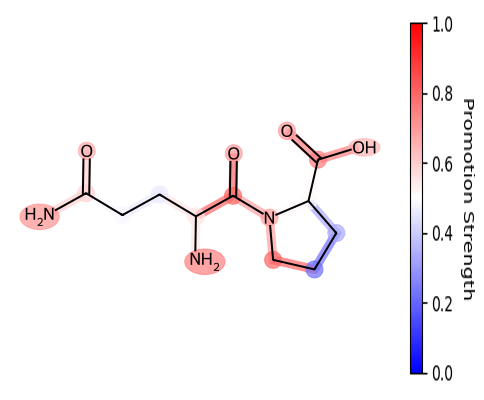 1.0
0.8
0.6
0.4
0.2
0.0
Promotion Strength
O
O
O
OH
H₂N
N
NH₂